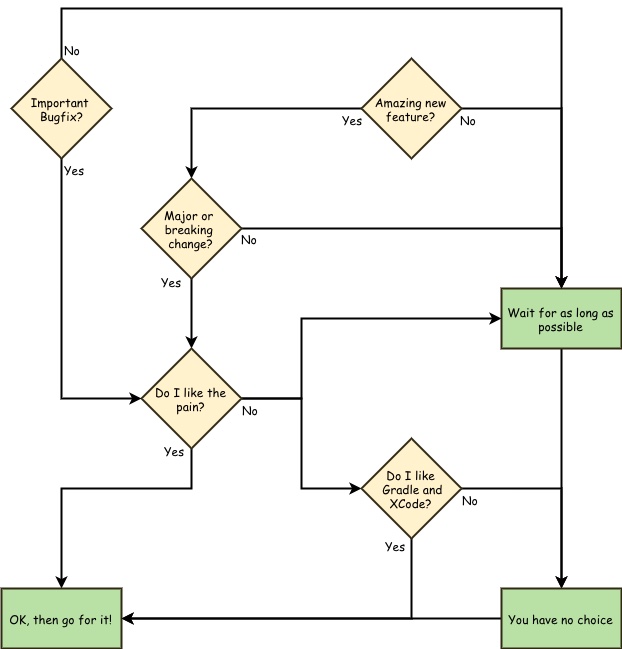 No
Important
Bugfix?
Yes
Amazing new
feature?
Yes
No
Major or
breaking
change?
No
Yes
Wait for as long as
possible
Do I like the
pain?
No
Yes
Do I like
Gradle and
XCode?
No
Yes
OK, then go for it!
You have no choice